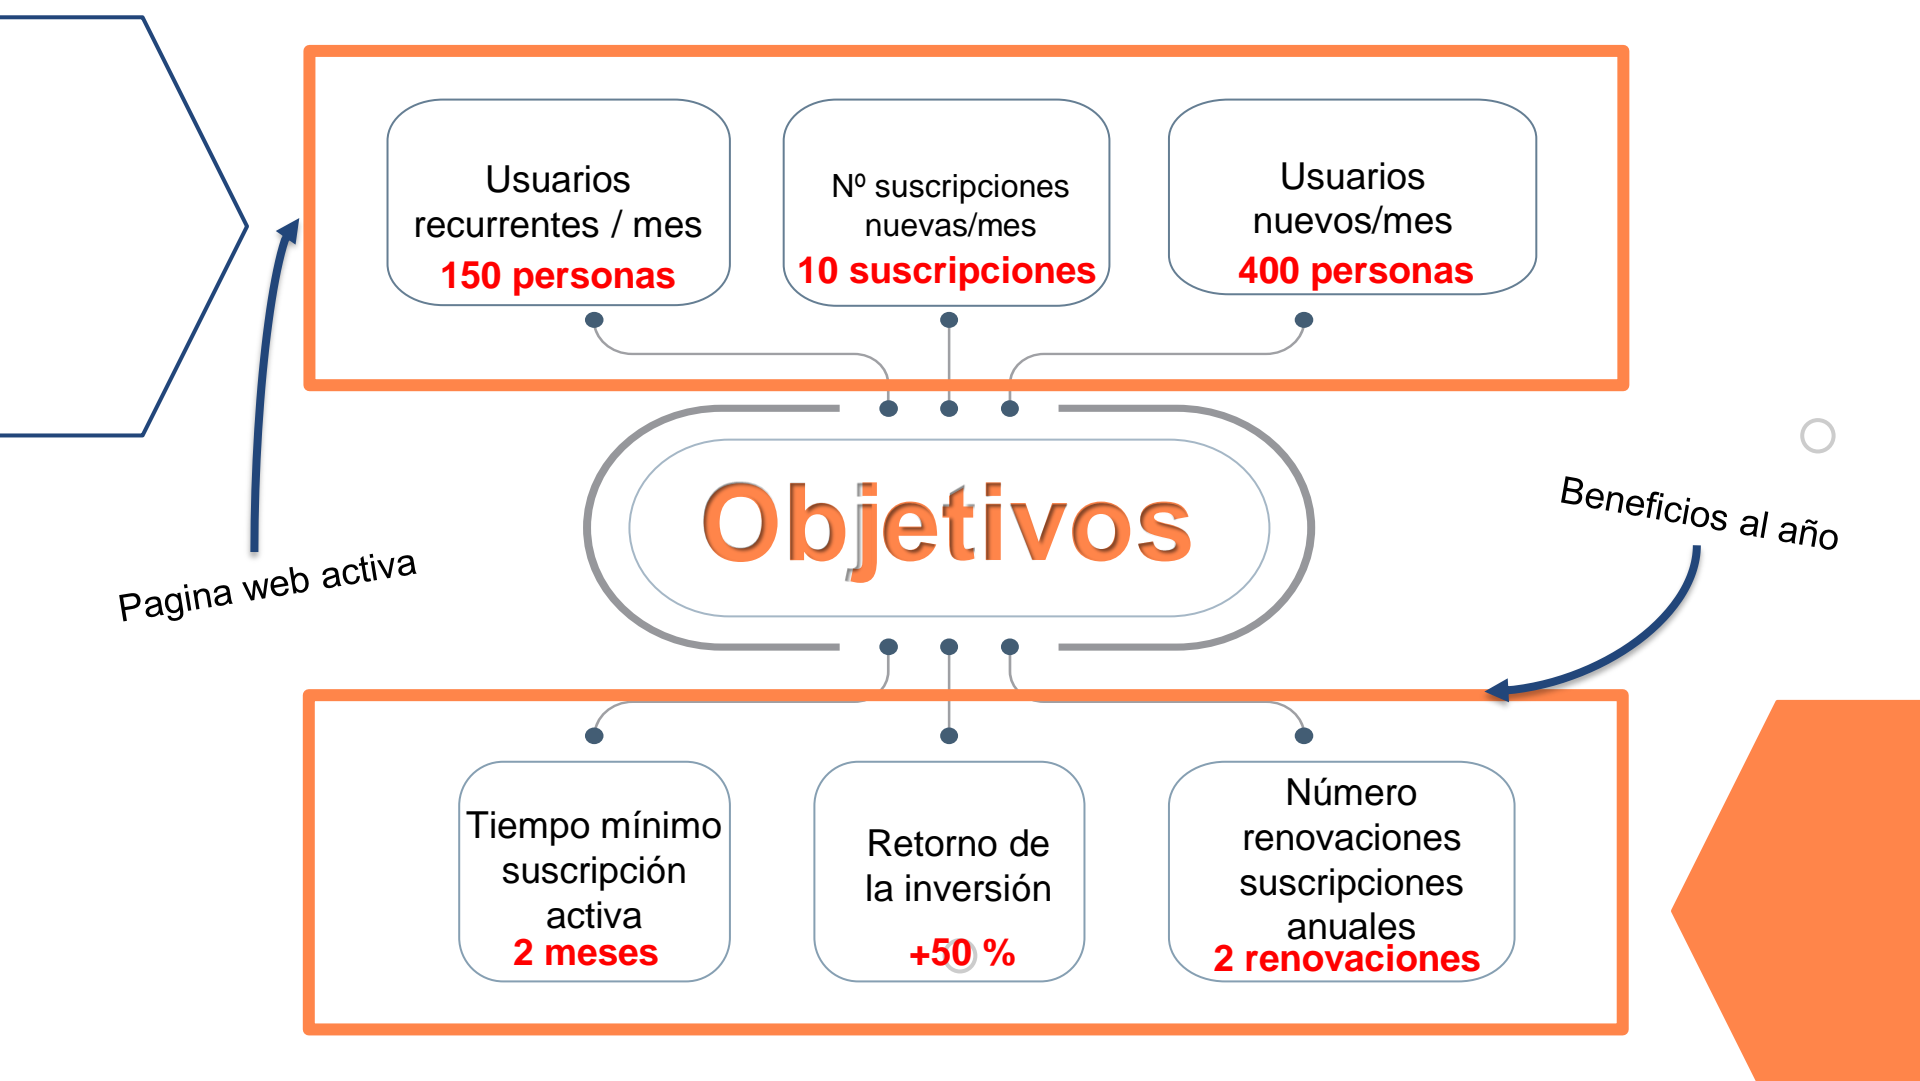 Usuarios
recurrentes / mes
150 personas
Nº suscripciones
nuevas/mes
10 suscripciones
Usuarios
nuevos/mes
400 personas
Objetivos
Pagina web activa
Beneficios al año
Tiempo mínimo
suscripción
activa
2 meses
Retorno de
la inversión
+50 %
Número
renovaciones
suscripciones
anuales
2 renovaciones